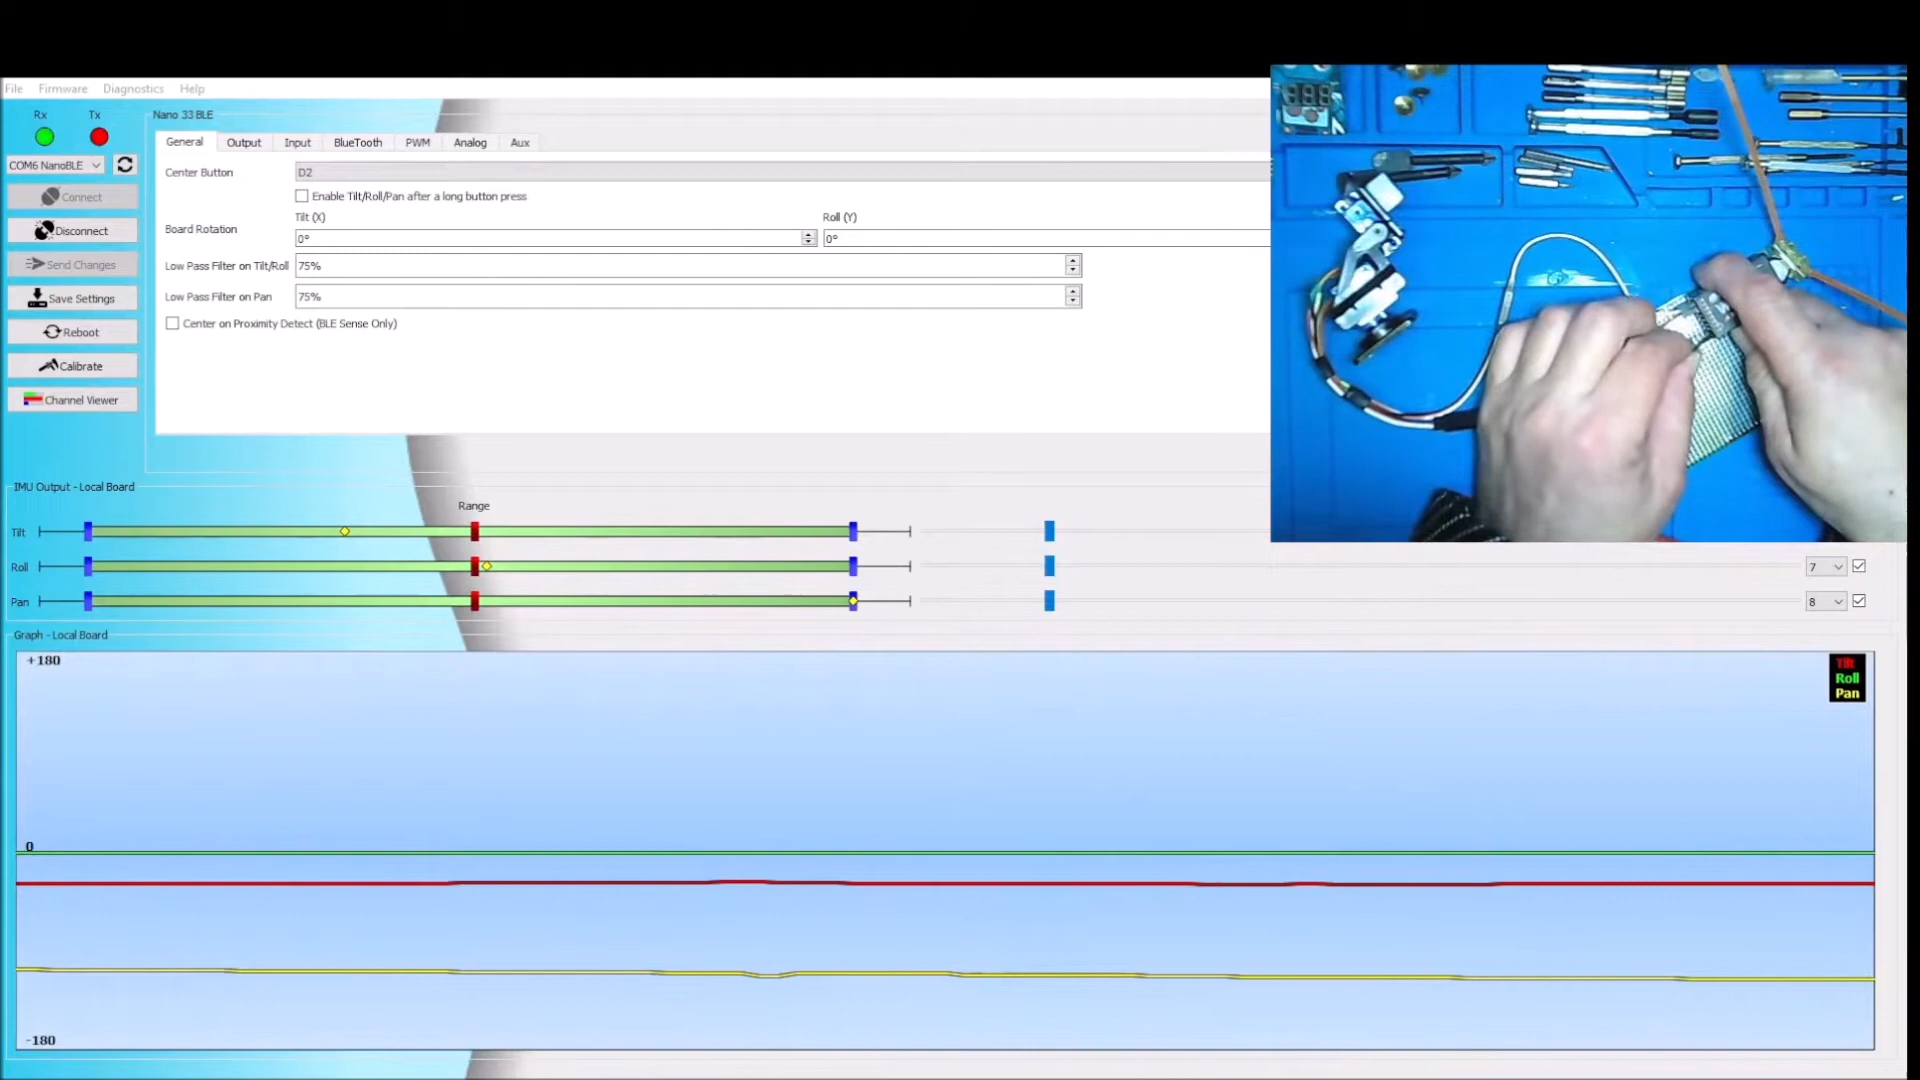 File Firmware Diagnostics Help
Rx Tx
COM6 NanoBLE
Connect
Disconnect
Send Changes
Save Settings
Reboot
Calibrate
Channel Viewer
Nano 33 BLE
General Output Input BlueTooth PWM Analog Aux
Center Button D2
Enable Tilt/Roll/Pan after a long button press
Tilt (X) Roll (Y)
Board Rotation 0° 0°
Low Pass Filter on Tilt/Roll 75%
Low Pass Filter on Pan 75%
Center on Proximity Detect (BLE Sense Only)
IMU Output - Local Board
Range
Tilt
Roll 7
Pan 8
Graph - Local Board
+180
0
-180
Tilt
Roll
Pan